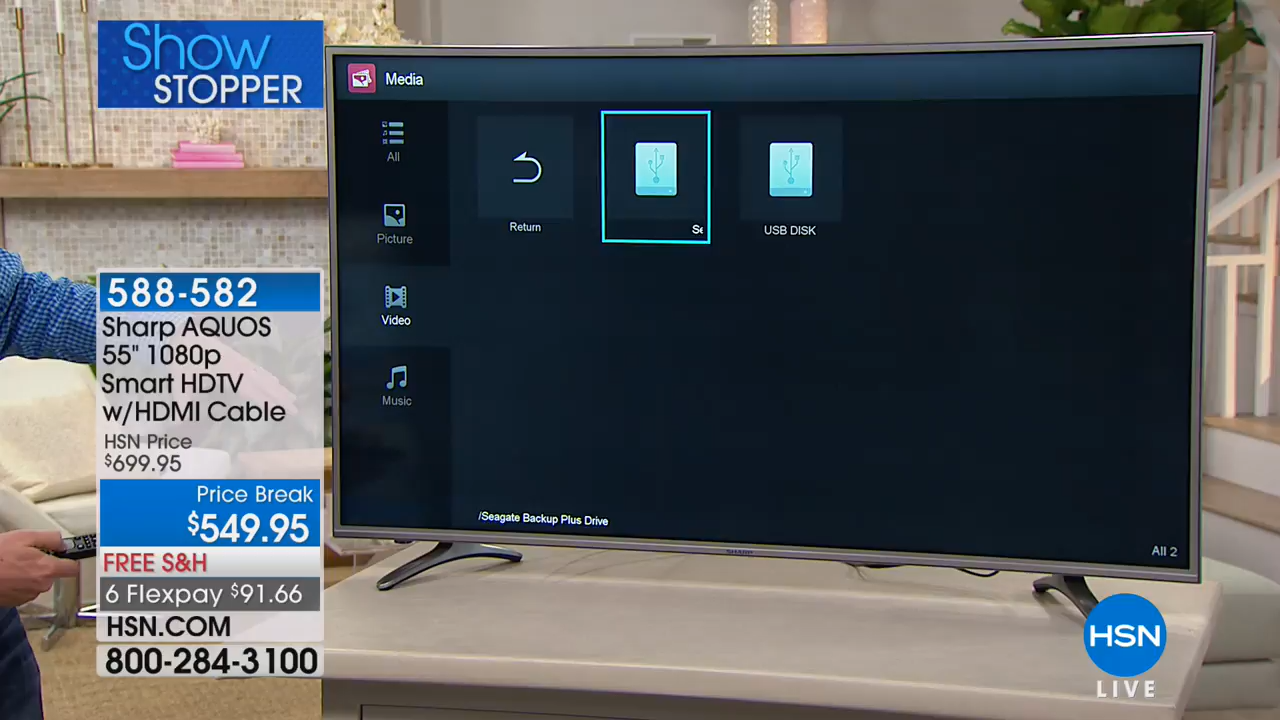 Show
STOPPER
588-582
Sharp AQUOS
55" 1080p
Smart HDTV
w/HDMI Cable
HSN Price
$699.95
Price Break
$549.95
FREE S&H
6 Flexpay $91.66
HSN.COM
800-284-3100
Media
All
Picture
Video
Music
Return
Se
USB DISK
/Seagate Backup Plus Drive
All 2
SHARP
HSN
LIVE